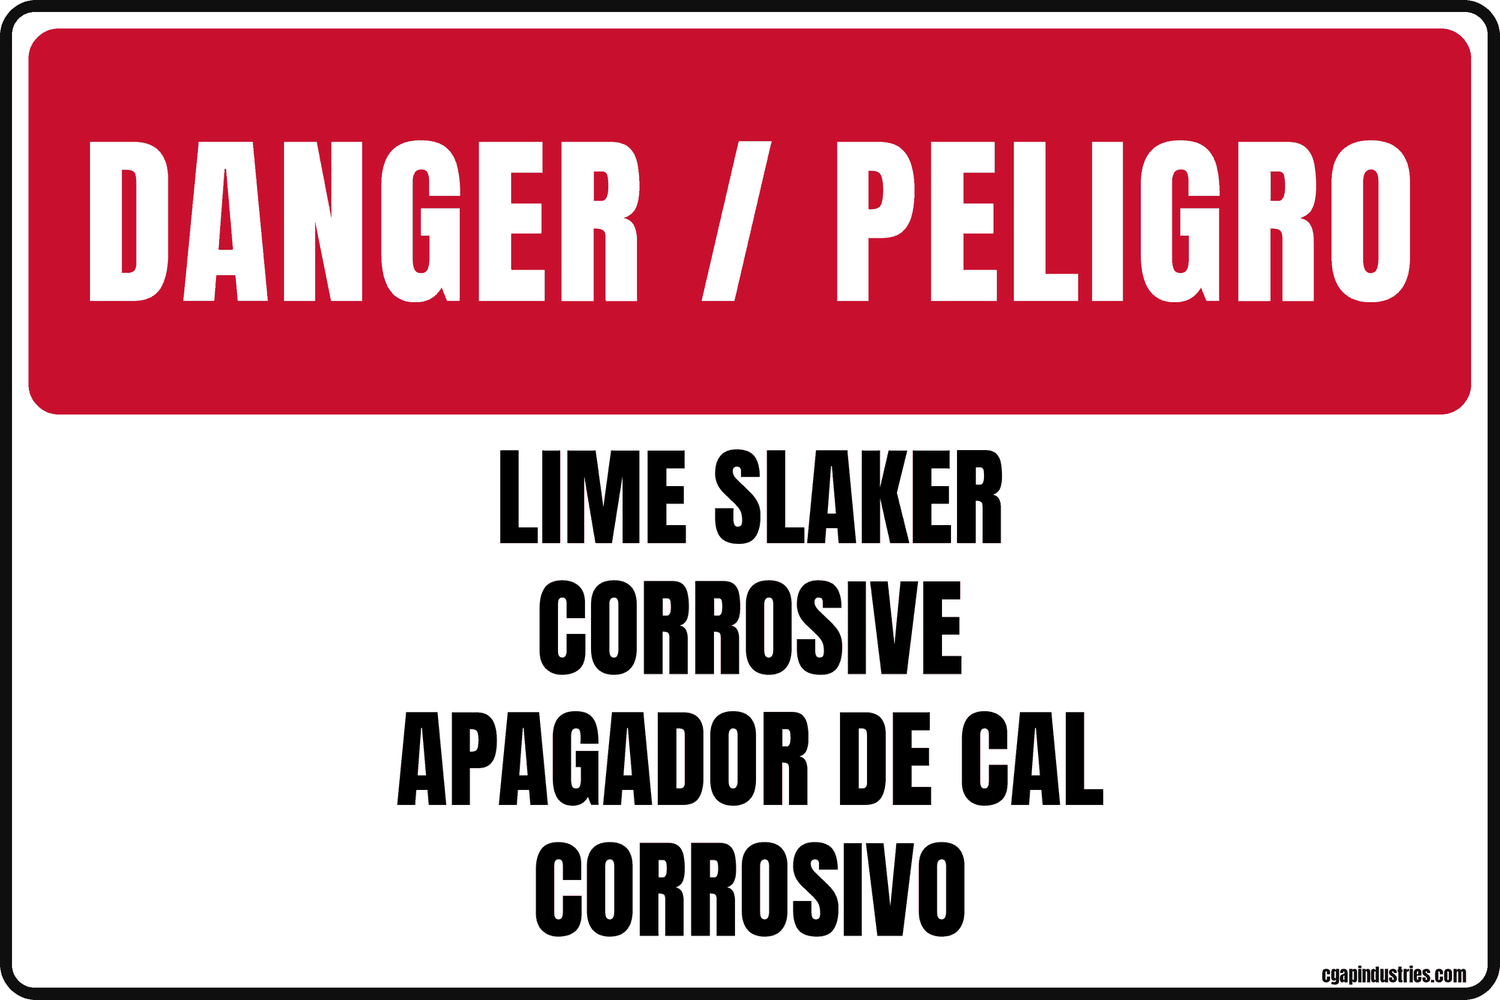 DANGER / PELIGRO
LIME SLAKER
CORROSIVE
APAGADOR DE CAL
CORROSIVO
cgapindustries.com